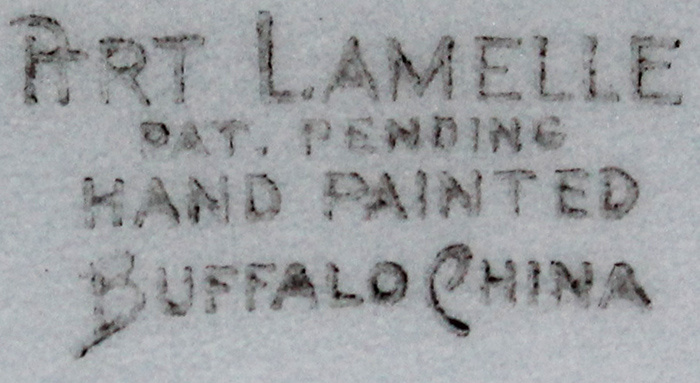 ART LAMELLE
PAT. PENDING
HAND PAINTED
BUFFALO CHINA